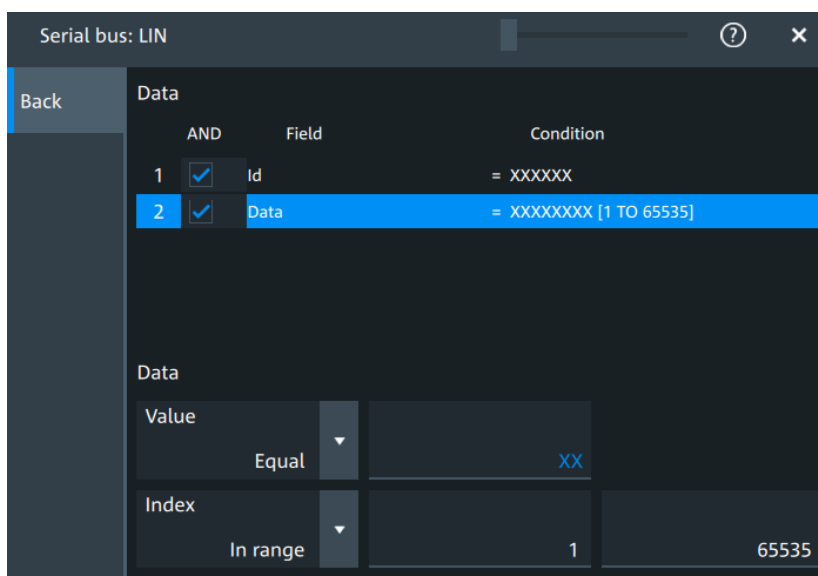 Serial bus: LIN ? ×
Back
Data
AND Field Condition
1 Id = XXXXXX
2 Data = XXXXXXXX [1 TO 65535]
Data
Value
Equal XX
Index
In range 1 65535